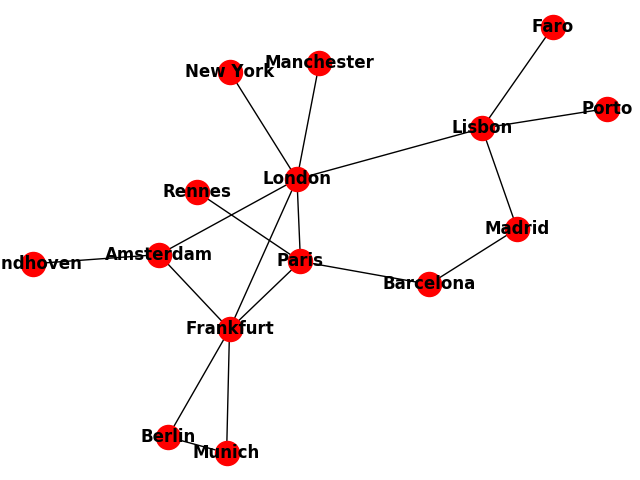 Faro
New York
Manchester
Porto
Lisbon
London
Rennes
Madrid
Amsterdam
Paris
ndhoven
Barcelona
Frankfurt
Berlin
Munich